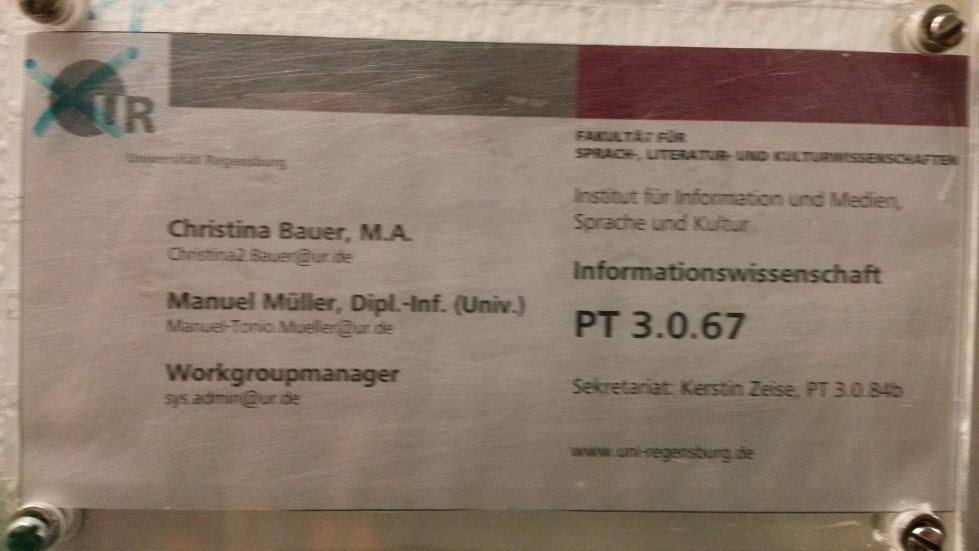 UR
Universität Regensburg
FAKULTÄT FÜR
SPRACH-, LITERATUR- UND KULTURWISSENSCHAFTEN
Institut für Information und Medien,
Sprache und Kultur
Informationswissenschaft
PT 3.0.67
Sekretariat: Kerstin Zeise, PT 3.0.84b
www.uni-regensburg.de
Christina Bauer, M.A.
Christina2.Bauer@ur.de
Manuel Müller, Dipl.-Inf. (Univ.)
Manuel-Tonio.Mueller@ur.de
Workgroupmanager
sys.admin@ur.de